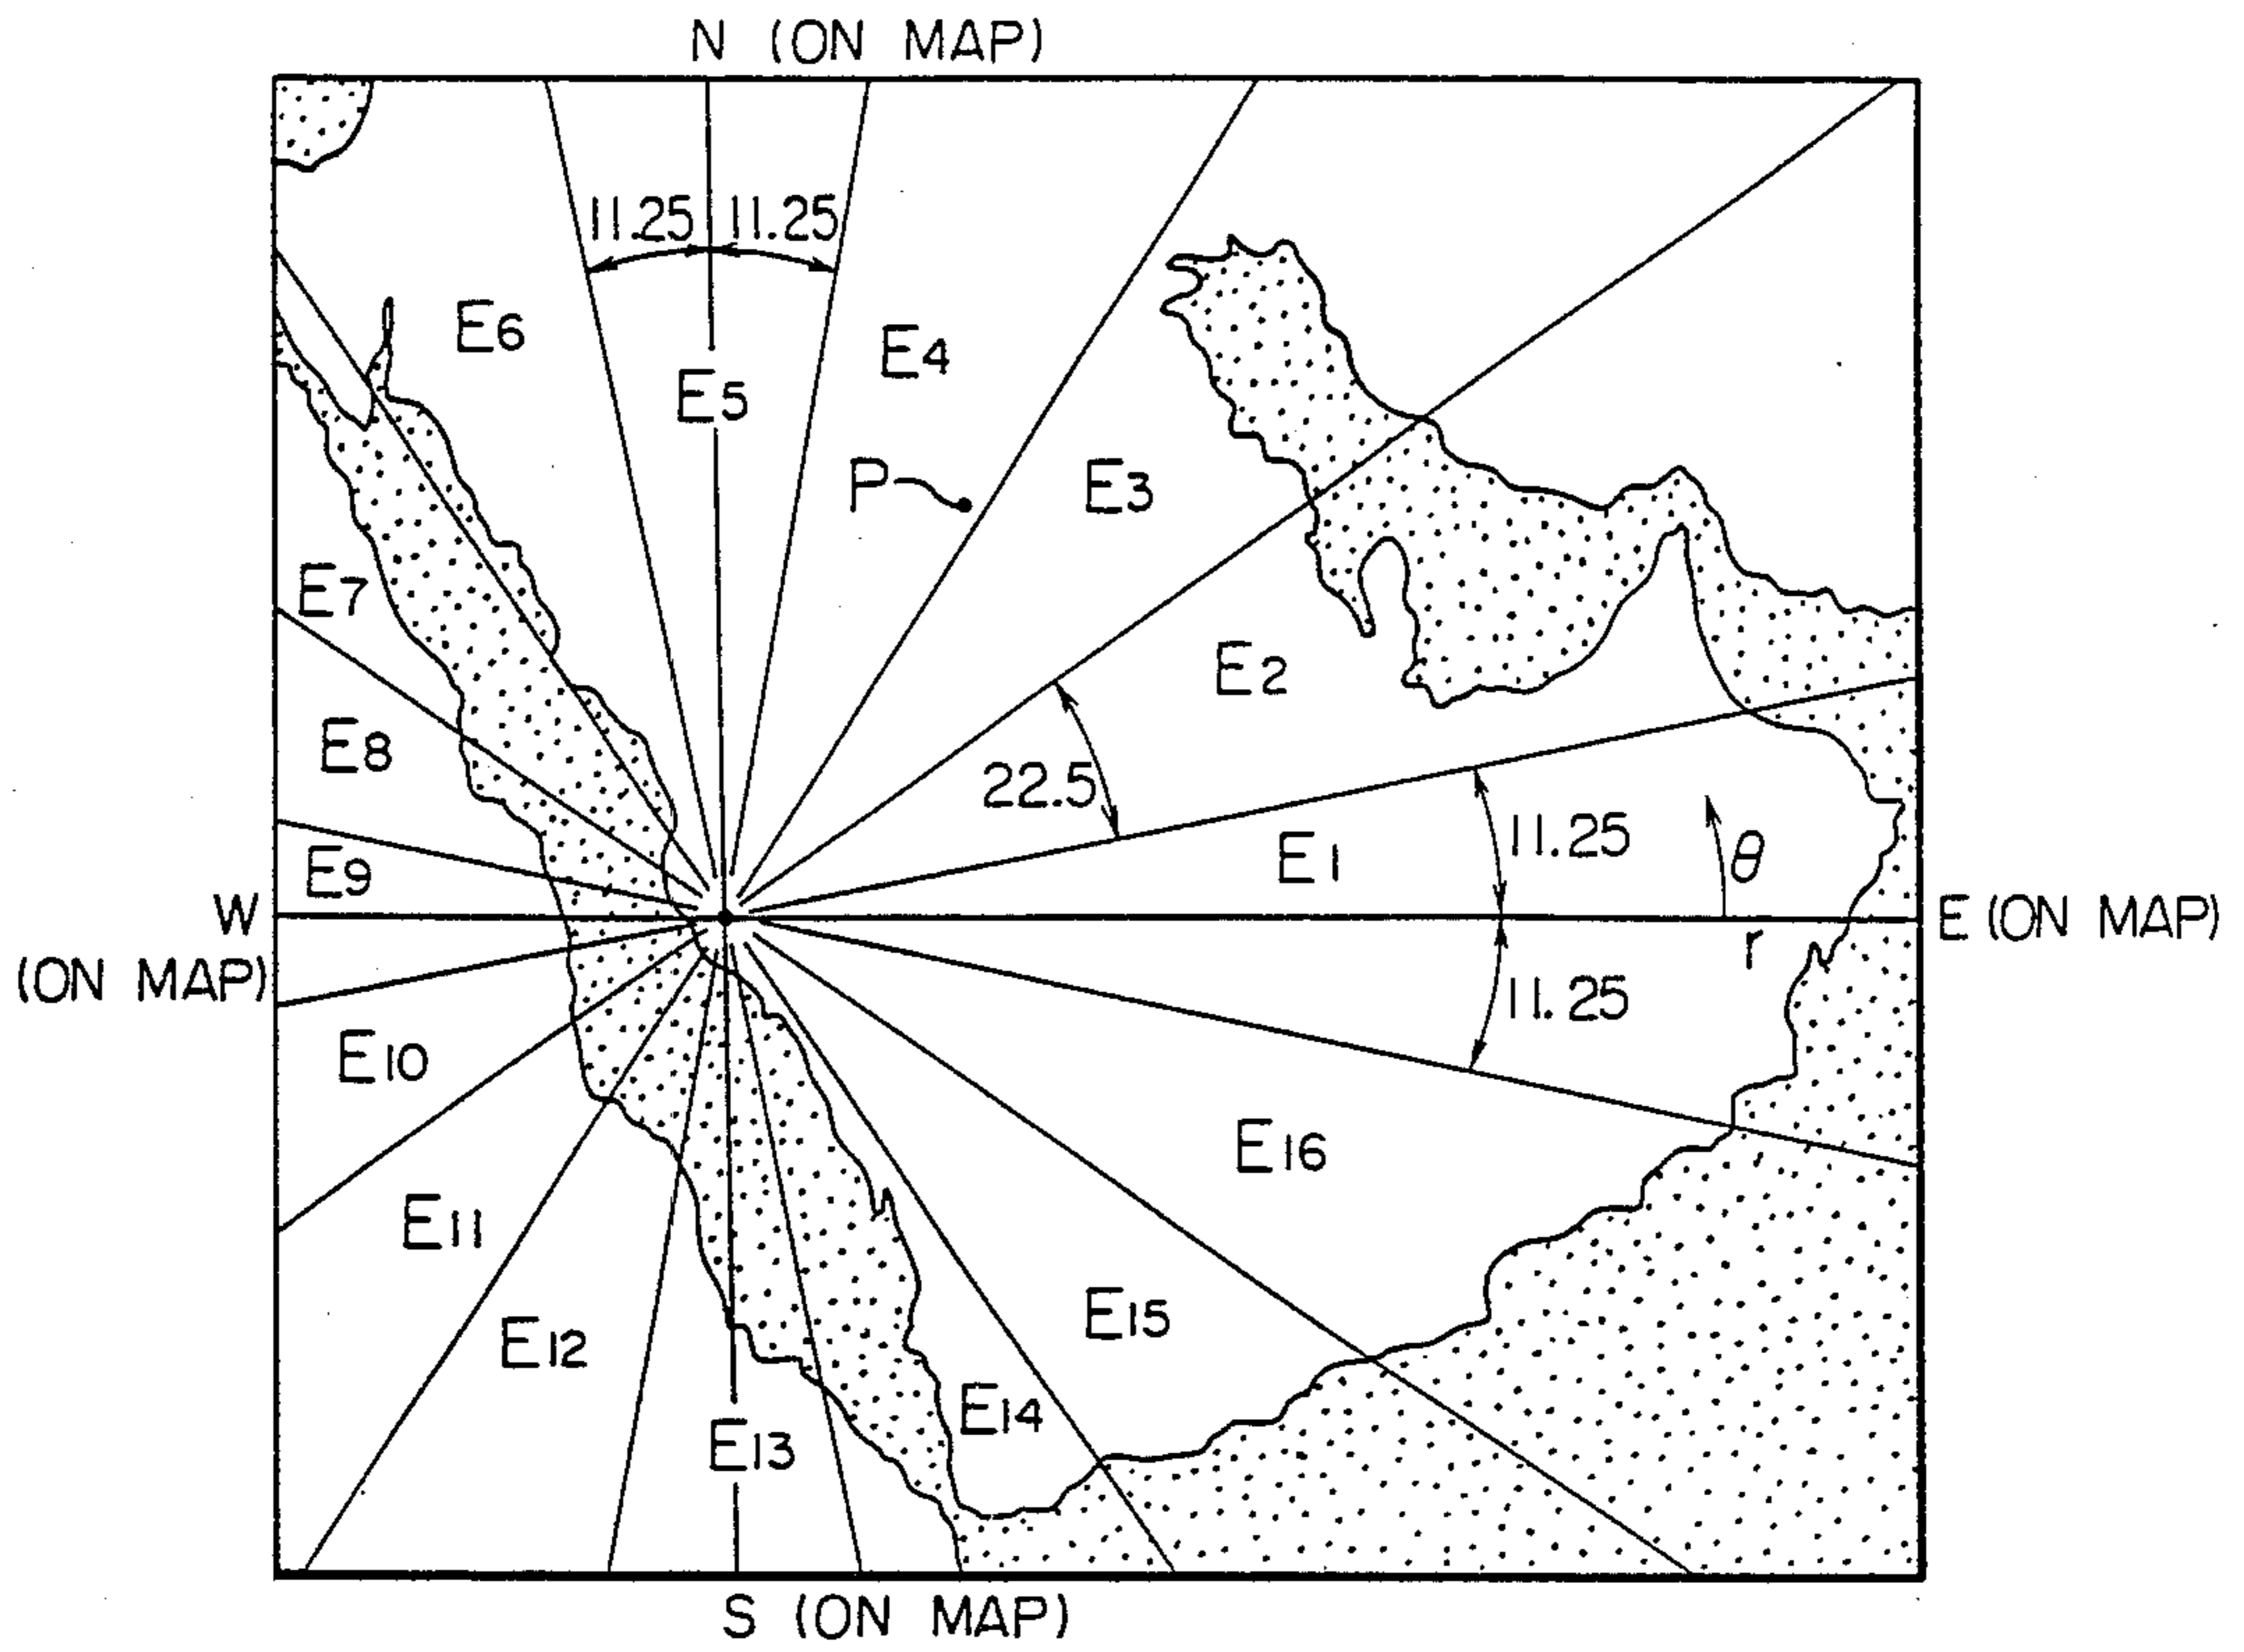 N (ON MAP)
11.25 11.25
E6
E4
E5
P
E3
E7
E2
E8
22.5
11.25
E1
θ
E9
W
(ON MAP)
E (ON MAP)
r
11.25
E10
E16
E11
E15
E12
E14
E13
S (ON MAP)